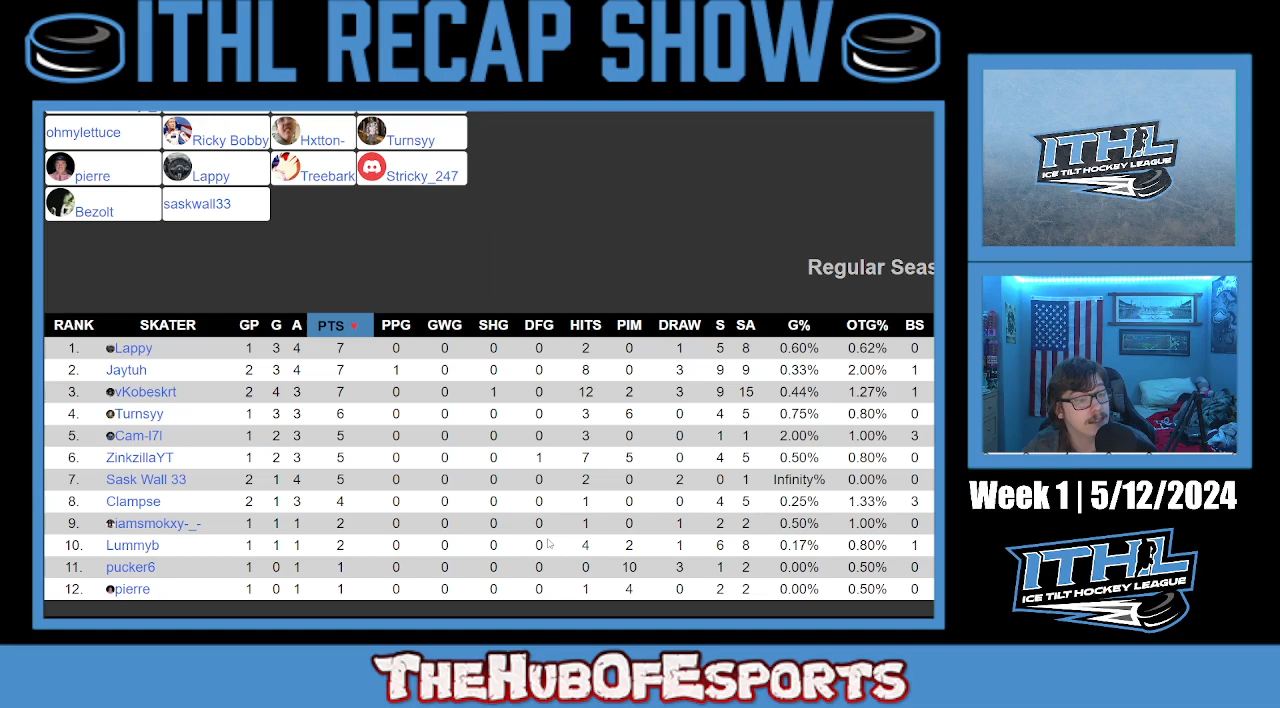 ITHL RECAP SHOW
ohmylettuce Ricky Bobby Hxtton- Turnsyy
pierre Lappy Treebark Stricky_247
Bezolt saskwall33
Regular Seas
RANK SKATER GP G A PTS PPG GWG SHG DFG HITS PIM DRAW S SA G% OTG% BS
1. Lappy 1 3 4 7 0 0 0 0 2 0 1 5 8 0.60% 0.62% 0
2. Jaytuh 2 3 4 7 1 0 0 0 8 0 3 9 9 0.33% 2.00% 1
3. vKobeskrt 2 4 3 7 0 0 1 0 12 2 3 9 15 0.44% 1.27% 1
4. Turnsyy 1 3 3 6 0 0 0 0 3 6 0 4 5 0.75% 0.80% 0
5. Cam-I7I 1 2 3 5 0 0 0 0 3 0 0 1 1 2.00% 1.00% 3
6. ZinkzillaYT 1 2 3 5 0 0 0 1 7 5 0 4 5 0.50% 0.80% 0
7. Sask Wall 33 2 1 4 5 0 0 0 0 2 0 2 0 1 Infinity% 0.00% 0
8. Clampse 2 1 3 4 0 0 0 0 1 0 0 4 5 0.25% 1.33% 3
9. iamsmokxy-_- 1 1 1 2 0 0 0 0 1 0 1 2 2 0.50% 1.00% 0
10. Lummyb 1 1 1 2 0 0 0 0 4 2 1 6 8 0.17% 0.80% 1
11. pucker6 1 0 1 1 0 0 0 0 0 10 3 1 2 0.00% 0.50% 0
12. pierre 1 0 1 1 0 0 0 0 1 4 0 2 2 0.00% 0.50% 0
ITHL
ICE TILT HOCKEY LEAGUE
Week 1 | 5/12/2024
ITHL
ICE TILT HOCKEY LEAGUE
THEHUBOFESPORTS